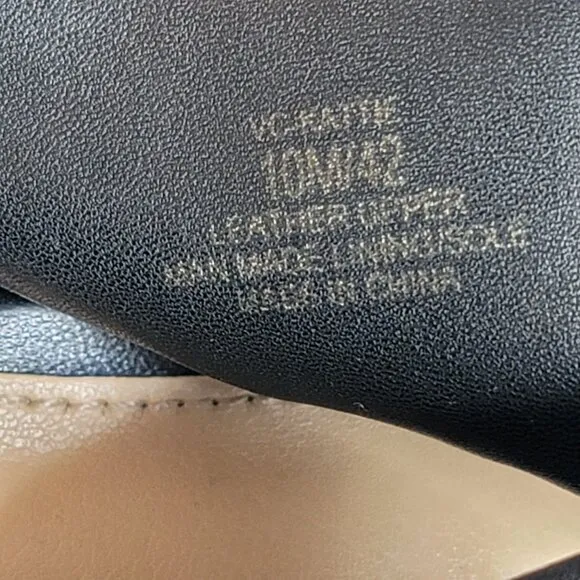 10M/42
LEATHER UPPER
MAN MADE LINING/SOLE
MADE IN CHINA